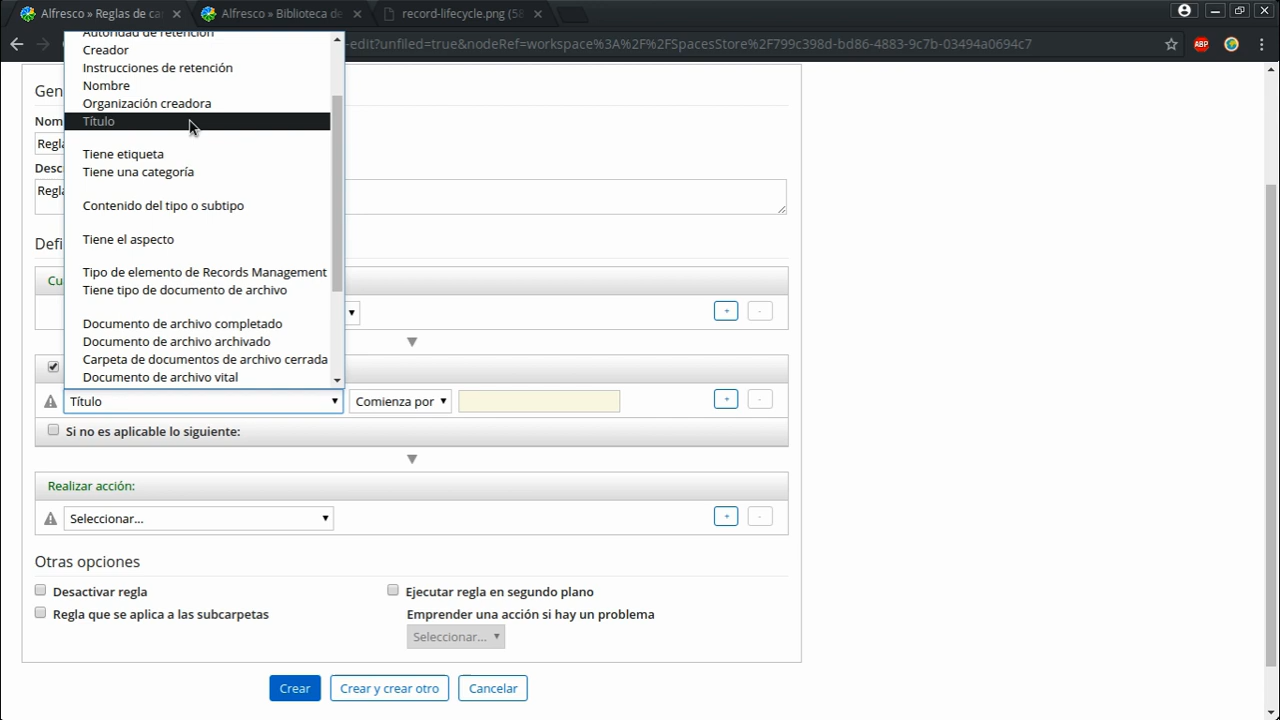 Alfresco » Reglas de ca
Alfresco » Biblioteca de
record-lifecycle.png (58
-edit?unfiled=true&nodeRef=workspace%3A%2F%2FSpacesStore%2F799c398d-bd86-4883-9c7b-03494a0694c7
ABP
Autoridad de retención
Creador
Instrucciones de retención
Nombre
Organización creadora
Título
Tiene etiqueta
Tiene una categoría
Contenido del tipo o subtipo
Tiene el aspecto
Tipo de elemento de Records Management
Tiene tipo de documento de archivo
Documento de archivo completado
Documento de archivo archivado
Carpeta de documentos de archivo cerrada
Documento de archivo vital
Gen
Nom
Regla
Desc
Regla
Defi
Cu
+ -
Título Comienza por + -
Si no es aplicable lo siguiente:
Realizar acción:
Seleccionar... + -
Otras opciones
Desactivar regla Ejecutar regla en segundo plano
Regla que se aplica a las subcarpetas Emprender una acción si hay un problema
Seleccionar...
Crear Crear y crear otro Cancelar